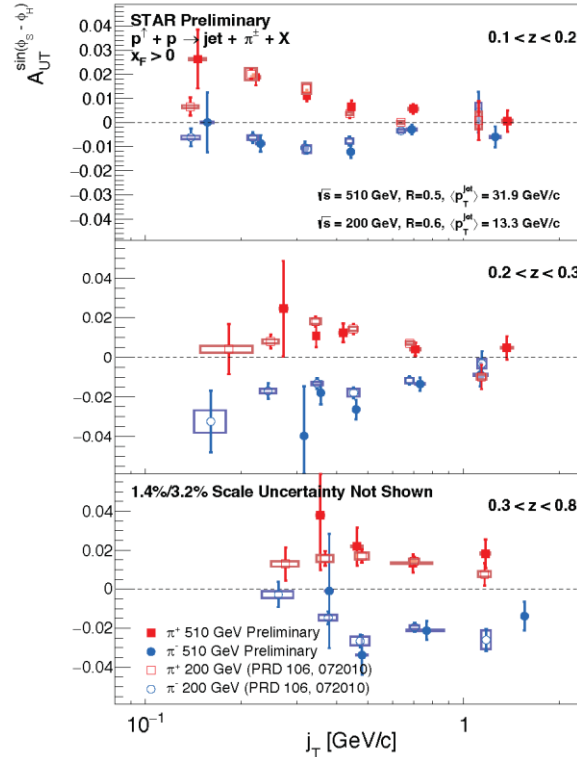 A_UT^sin(ϕ_S - ϕ_H)
STAR Preliminary
p^↑ + p → jet + π^± + X
x_F > 0
0.1 < z < 0.2
√s = 510 GeV, R=0.5, ⟨p_T^jet⟩ = 31.9 GeV/c
√s = 200 GeV, R=0.6, ⟨p_T^jet⟩ = 13.3 GeV/c
0.04
0.03
0.02
0.01
0
-0.01
-0.02
-0.03
-0.04
0.2 < z < 0.3
0.04
0.02
0
-0.02
-0.04
1.4%/3.2% Scale Uncertainty Not Shown
0.3 < z < 0.8
0.04
0.02
0
-0.02
-0.04
π^+ 510 GeV Preliminary
π^- 510 GeV Preliminary
π^+ 200 GeV (PRD 106, 072010)
π^- 200 GeV (PRD 106, 072010)
10^-1 1
j_T [GeV/c]